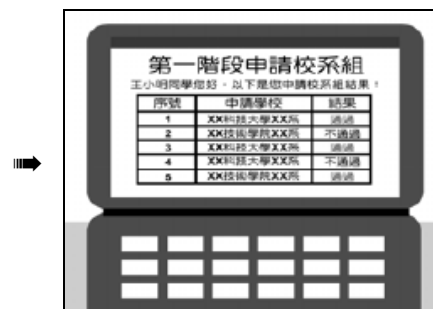 第一階段申請校系組
王小明同學您好，以下是您申請校系組結果：
序號 申請學校 結果
1 XX科技大學XX系 通過
2 XX技術學院XX系 不通過
3 XX科技大學XX系 通過
4 XX科技大學XX系 不通過
5 XX技術學院XX系 通過